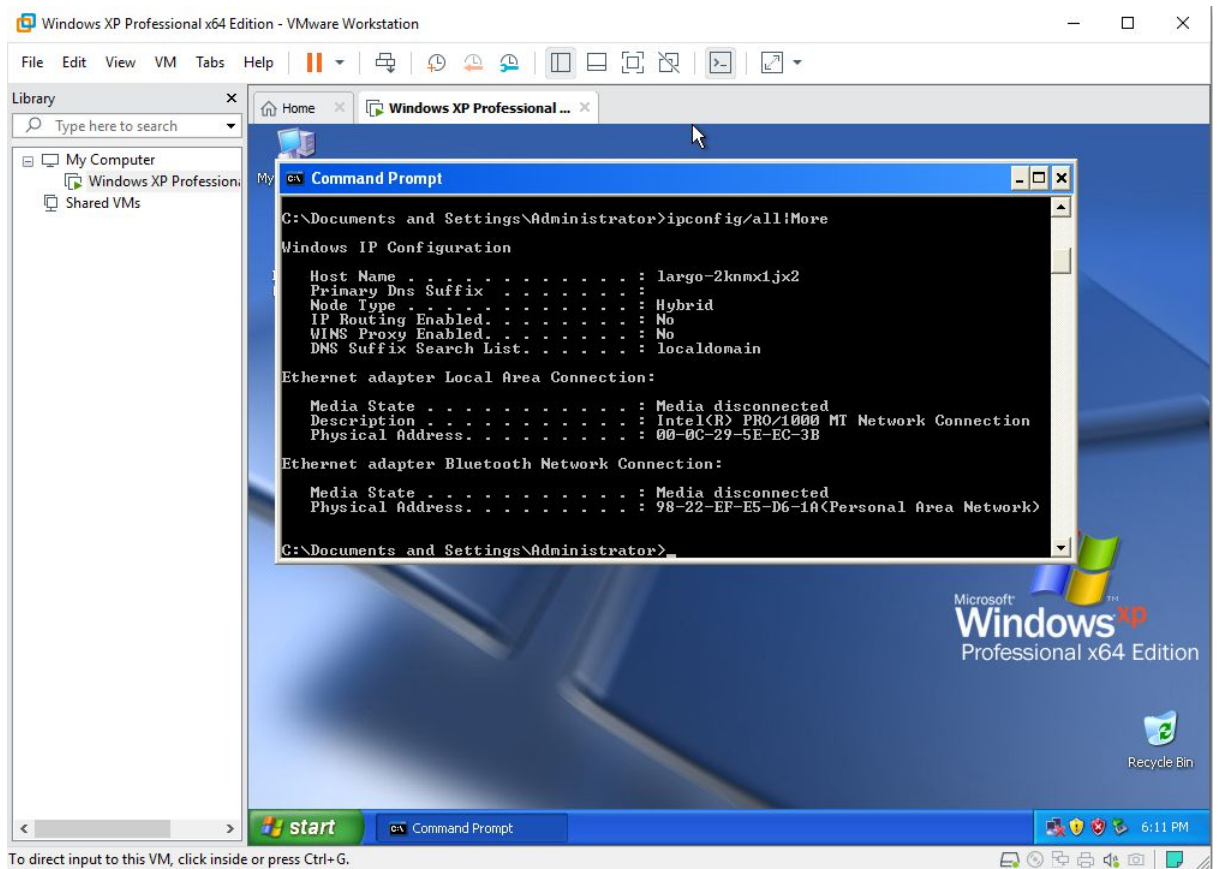 Windows XP Professional x64 Edition - VMware Workstation
File Edit View VM Tabs Help
Library
Type here to search
My Computer
Windows XP Profession
Shared VMs
Home
Windows XP Professional ...
My
Command Prompt
C:\Documents and Settings\Administrator>ipconfig/all|More
Windows IP Configuration
Host Name . . . . . . . . . . . . : largo-2knmx1jx2
Primary Dns Suffix . . . . . . . :
Node Type . . . . . . . . . . . . : Hybrid
IP Routing Enabled. . . . . . . . : No
WINS Proxy Enabled. . . . . . . . : No
DNS Suffix Search List. . . . . . : localdomain
Ethernet adapter Local Area Connection:
Media State . . . . . . . . . . . : Media disconnected
Description . . . . . . . . . . . : Intel(R) PRO/1000 MT Network Connection
Physical Address. . . . . . . . . : 00-0C-29-5E-EC-3B
Ethernet adapter Bluetooth Network Connection:
Media State . . . . . . . . . . . : Media disconnected
Physical Address. . . . . . . . . : 98-22-EF-E5-D6-1A(Personal Area Network)
C:\Documents and Settings\Administrator>_
Microsoft
Windows xp TM
Professional x64 Edition
Recycle Bin
start
Command Prompt
6:11 PM
To direct input to this VM, click inside or press Ctrl+G.